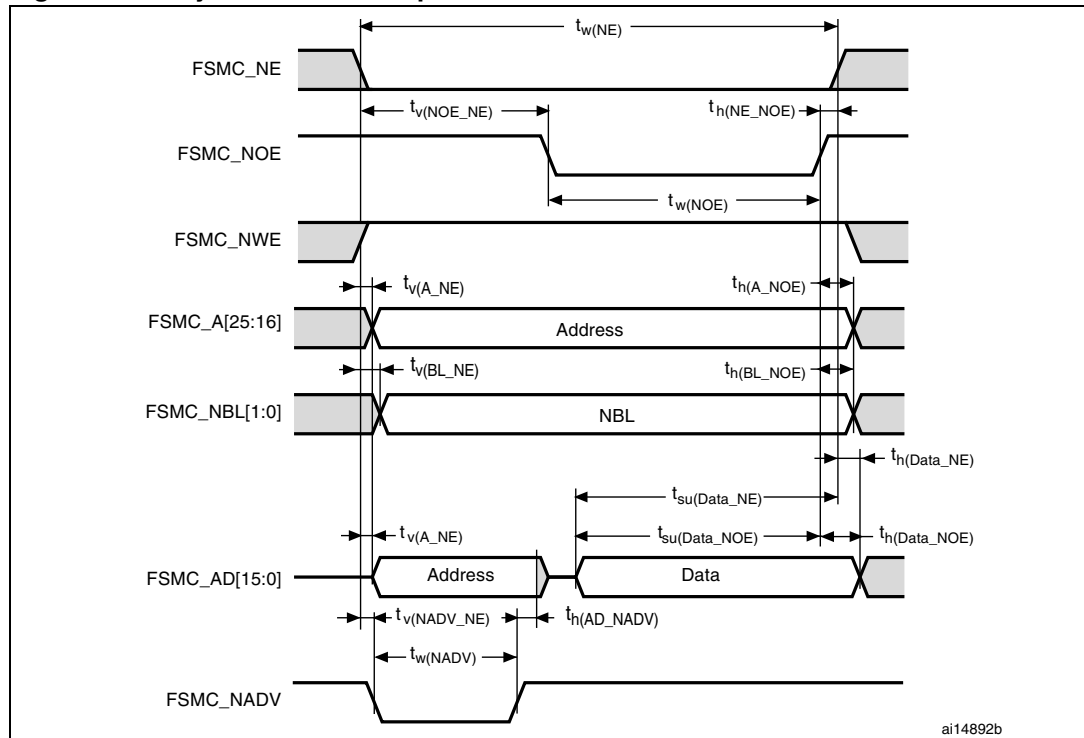 tw(NE)
FSMC_NE
tv(NOE_NE)
th(NE_NOE)
FSMC_NOE
tw(NOE)
FSMC_NWE
tv(A_NE)
th(A_NOE)
FSMC_A[25:16]
Address
tv(BL_NE)
th(BL_NOE)
FSMC_NBL[1:0]
NBL
th(Data_NE)
tsu(Data_NE)
tv(A_NE)
tsu(Data_NOE)
th(Data_NOE)
FSMC_AD[15:0]
Address
Data
tv(NADV_NE)
th(AD_NADV)
tw(NADV)
FSMC_NADV
ai14892b